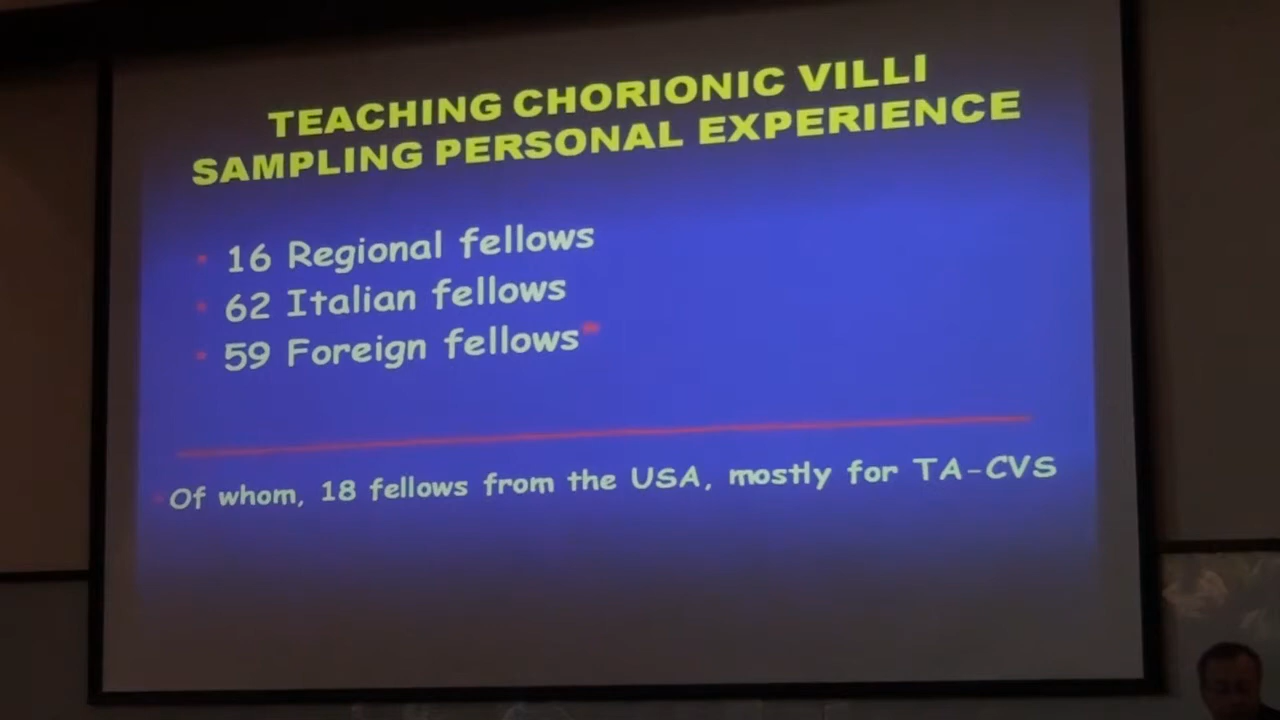 TEACHING CHORIONIC VILLI
SAMPLING PERSONAL EXPERIENCE
16 Regional fellows
62 Italian fellows
59 Foreign fellows*
*Of whom, 18 fellows from the USA, mostly for TA-CVS